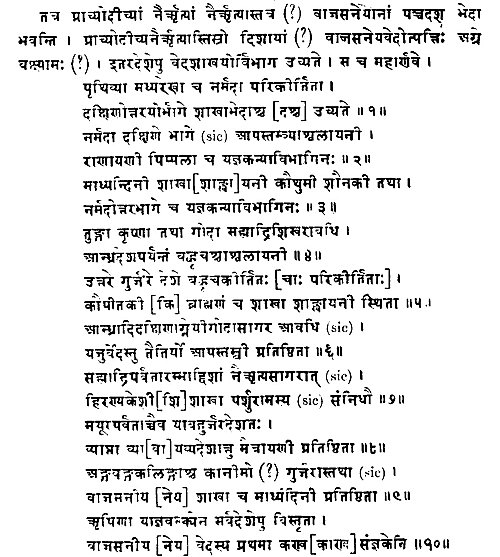 तत्र प्राच्योदीच्यां नैर्ऋत्यां नैर्ऋत्यास्तत्र (?) वाजसनेयानां पञ्चदश भेदा
भवन्ति । प्राच्योदीच्यनैर्ऋत्यास्तिस्रो दिशायां (?) वाजसनेयवेदोत्पत्तिः अग्रे
वक्ष्यामः (?) । इतरदेशेषु वेदशाखयोर्विभाग उच्यते । स च महार्णवे ।
पृथिव्या मध्यरेखा च नर्मदा परिकीर्तिता ।
दक्षिणोत्तरयोर्भागे शाखाभेदाश्च [दश्च] उच्यते ॥१॥
नर्मदा दक्षिणे भागे (sic) आपस्तम्ब्याश्वलायनी ।
राणायणी पिप्पला च यज्ञकन्याविभागिनः ॥२॥
माध्यन्दिनी शाखा[शाङ्खा]यनी कौथुमी शौनकी तथा ।
नर्मदोत्तरभागे च यज्ञकन्याविभागिनः ॥३॥
तुङ्गा कृष्णा तथा गोदा सह्याद्रिशिखरावधि ।
आन्ध्रदेशपर्यन्तं बह्वृचश्चाश्वलायनी ॥४॥
उत्तरे गुर्जरे देशे बह्वृचकीर्तितः [चाः परिकीर्तिताः] ।
कौषीतकी [कि] ब्राह्मणं च शाखा शाङ्खायनी स्थिता ॥५॥
आन्ध्रादिदक्षिणाग्नेयीगोदासागर आवधि (sic) ।
यजुर्वेदस्तु तैतिर्यो आपस्तम्बी प्रतिष्ठिता ॥६॥
सह्याद्रिपर्वतारम्भाद्दिशां नैर्ऋत्यसागरात् (sic) ।
हिरण्यकेशी[शि]शाखा पर्शुरामस्य (sic) संनिधौ ॥७॥
मयूरपर्वताच्चैव यावद्गुर्जरदेशतः ।
व्याप्ता व्या[वा]यव्यदेशात्तु मैत्रायणी प्रतिष्ठिता ॥८॥
अङ्गवङ्गकलिङ्गाश्च कानीमो (?) गुर्जरास्तथा (sic) ।
वाजसनीय [नेय] शाखा च माध्यंदिनी प्रतिष्ठिता ॥९॥
ऋषिणा याज्ञवल्क्येन सर्वदेशेषु विस्तृता ।
वाजसनीय [नेय] वेदस्य प्रथमा कण्व [काण्व] संज्ञकेति ॥१०॥